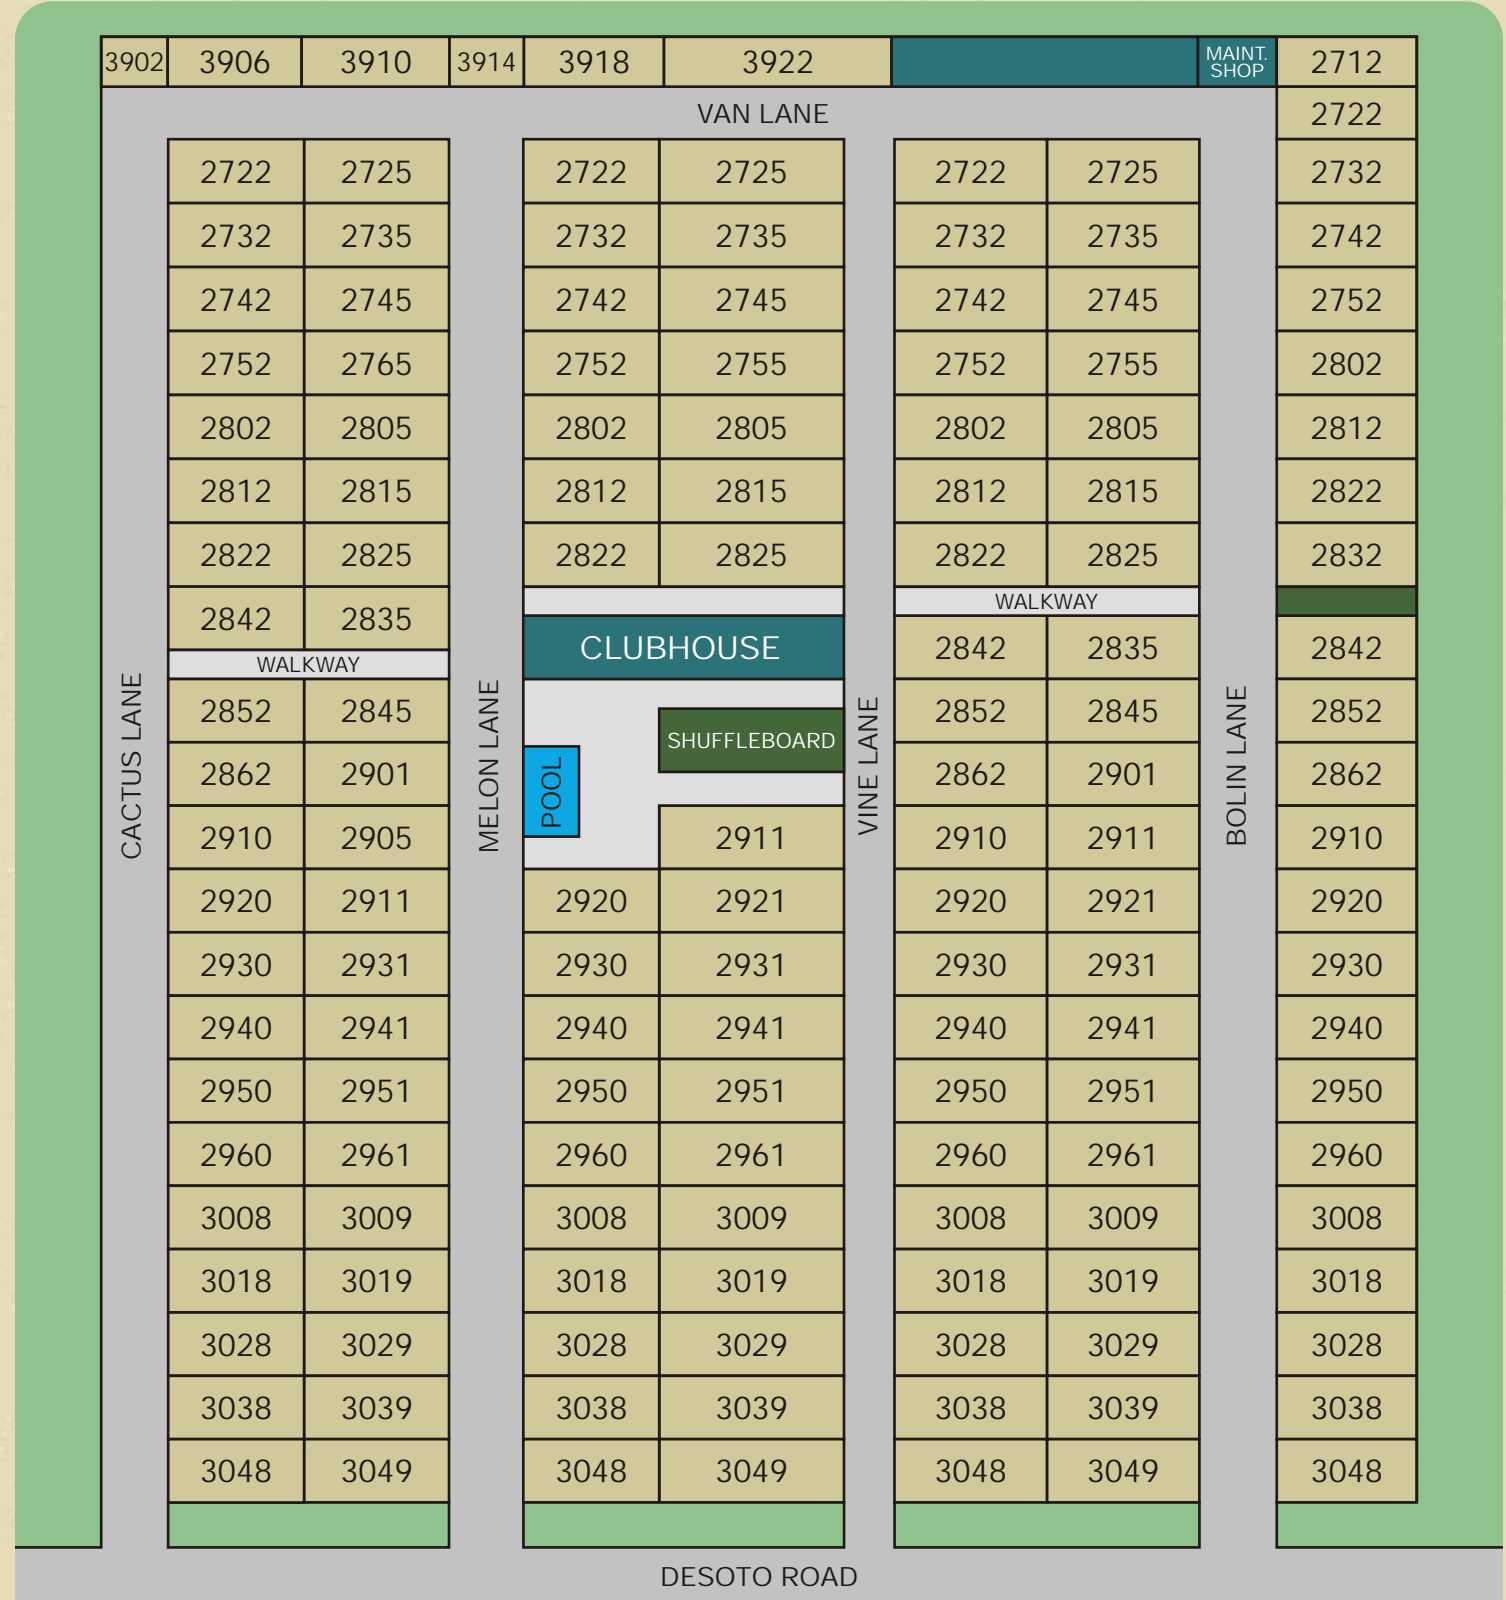 3902 3906 3910 3914 3918 3922 MAINT. SHOP 2712
VAN LANE 2722
2722 2725 2722 2725 2722 2725 2732
2732 2735 2732 2735 2732 2735 2742
2742 2745 2742 2745 2742 2745 2752
2752 2765 2752 2755 2752 2755 2802
2802 2805 2802 2805 2802 2805 2812
2812 2815 2812 2815 2812 2815 2822
2822 2825 2822 2825 2822 2825 2832
WALKWAY
2842 2835 CLUBHOUSE 2842 2835 2842
WALKWAY
2852 2845 SHUFFLEBOARD 2852 2845 2852
2862 2901 POOL 2862 2901 2862
CACTUS LANE MELON LANE VINE LANE BOLIN LANE
2910 2905 2911 2910 2911 2910
2920 2911 2920 2921 2920 2921 2920
2930 2931 2930 2931 2930 2931 2930
2940 2941 2940 2941 2940 2941 2940
2950 2951 2950 2951 2950 2951 2950
2960 2961 2960 2961 2960 2961 2960
3008 3009 3008 3009 3008 3009 3008
3018 3019 3018 3019 3018 3019 3018
3028 3029 3028 3029 3028 3029 3028
3038 3039 3038 3039 3038 3039 3038
3048 3049 3048 3049 3048 3049 3048
DESOTO ROAD